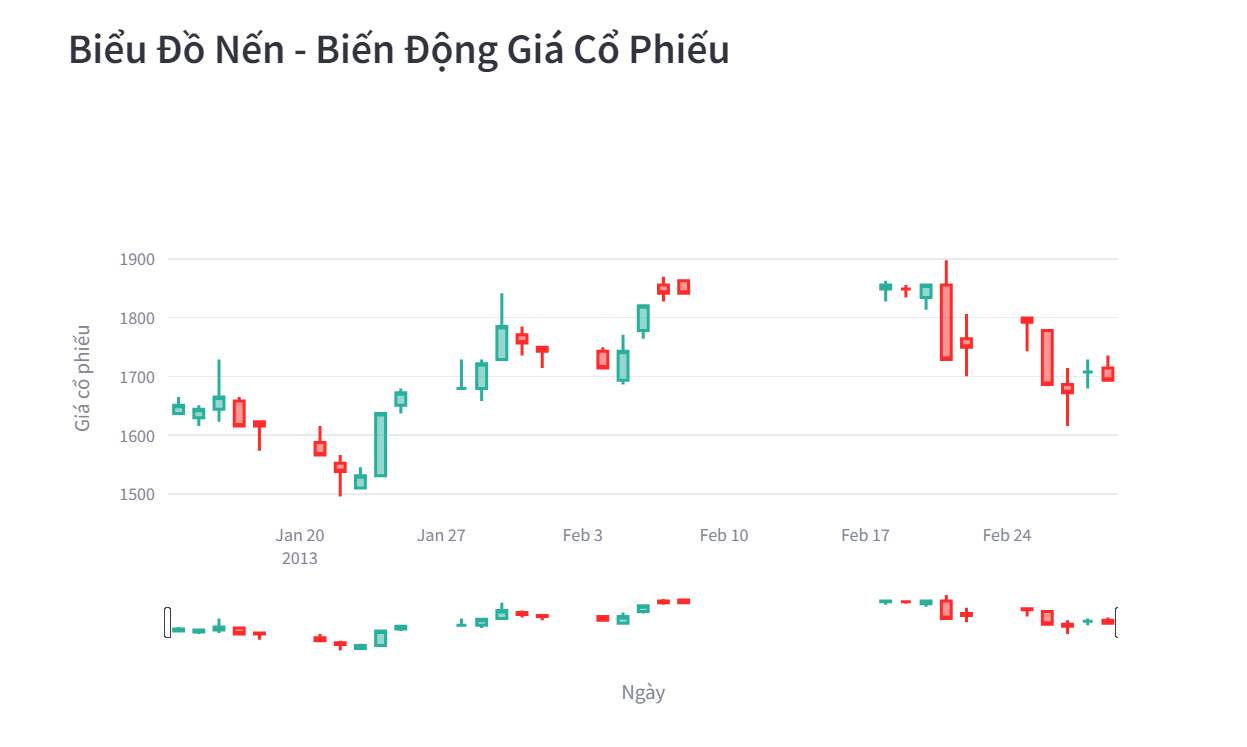 Biểu Đồ Nến - Biến Động Giá Cổ Phiếu
Giá cổ phiếu
1900
1800
1700
1600
1500
Jan 20
2013
Jan 27
Feb 3
Feb 10
Feb 17
Feb 24
Ngày